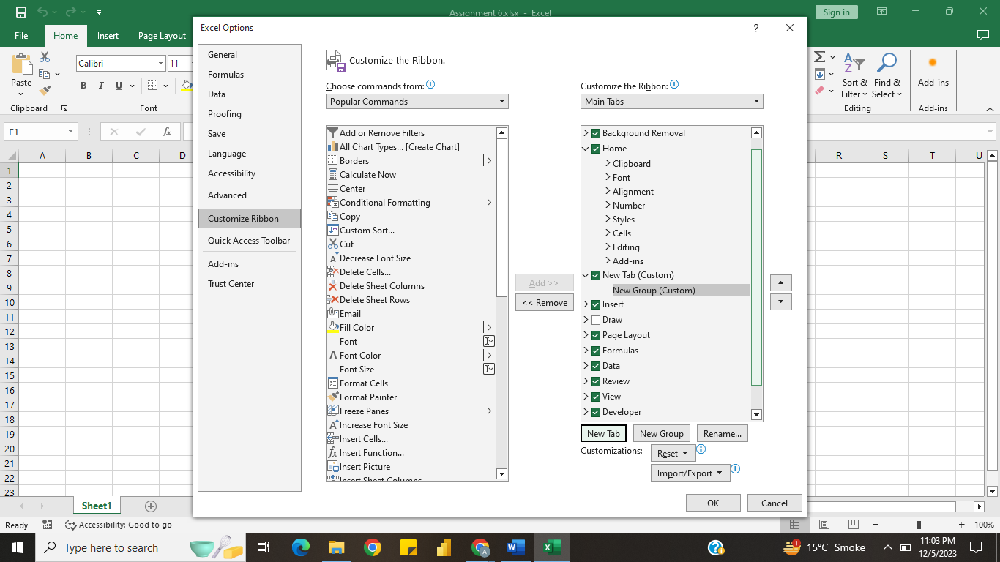 Assignment 6.xlsx - Excel
Sign in
File
Home
Insert
Page Layout
Paste
Clipboard
Calibri
11
B I U
Font
Sort &
Filter
Find &
Select
Editing
Add-ins
Add-ins
F1
fx
A B C D R S T U
1
2
3
4
5
6
7
8
9
10
11
12
13
14
15
16
17
18
19
20
21
22
23
Excel Options
?
General
Formulas
Data
Proofing
Save
Language
Accessibility
Advanced
Customize Ribbon
Quick Access Toolbar
Add-ins
Trust Center
Customize the Ribbon.
Choose commands from:
Popular Commands
Add or Remove Filters
All Chart Types... [Create Chart]
Borders
Calculate Now
Center
Conditional Formatting
Copy
Custom Sort...
Cut
Decrease Font Size
Delete Cells...
Delete Sheet Columns
Delete Sheet Rows
Email
Fill Color
Font
Font Color
Font Size
Format Cells
Format Painter
Freeze Panes
Increase Font Size
Insert Cells...
Insert Function...
Insert Picture
Insert Sheet Columns
Add >>
<< Remove
Customize the Ribbon:
Main Tabs
Background Removal
Home
Clipboard
Font
Alignment
Number
Styles
Cells
Editing
Add-ins
New Tab (Custom)
New Group (Custom)
Insert
Draw
Page Layout
Formulas
Data
Review
View
Developer
New Tab
New Group
Rename...
Customizations:
Reset
Import/Export
OK
Cancel
Sheet1
Ready
Accessibility: Good to go
100%
Type here to search
15°C Smoke
11:03 PM
12/5/2023